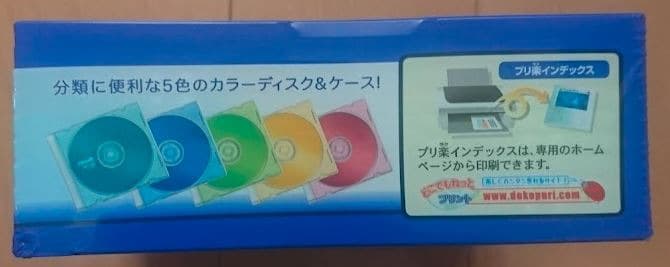 分類に便利な5色のカラーディスク&ケース!
プリ楽インデックス
プリ楽インデックスは、専用のホーム
ページから印刷できます。
プリント
www.dekopuri.com